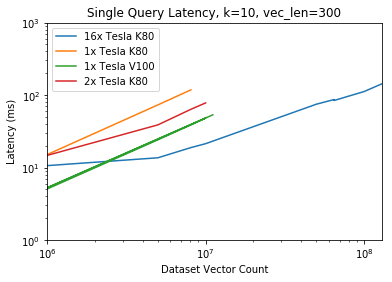 Single Query Latency, k=10, vec_len=300
10³
16x Tesla K80
1x Tesla K80
1x Tesla V100
2x Tesla K80
10²
Latency (ms)
10¹
10⁰
10⁶ 10⁷ 10⁸
Dataset Vector Count